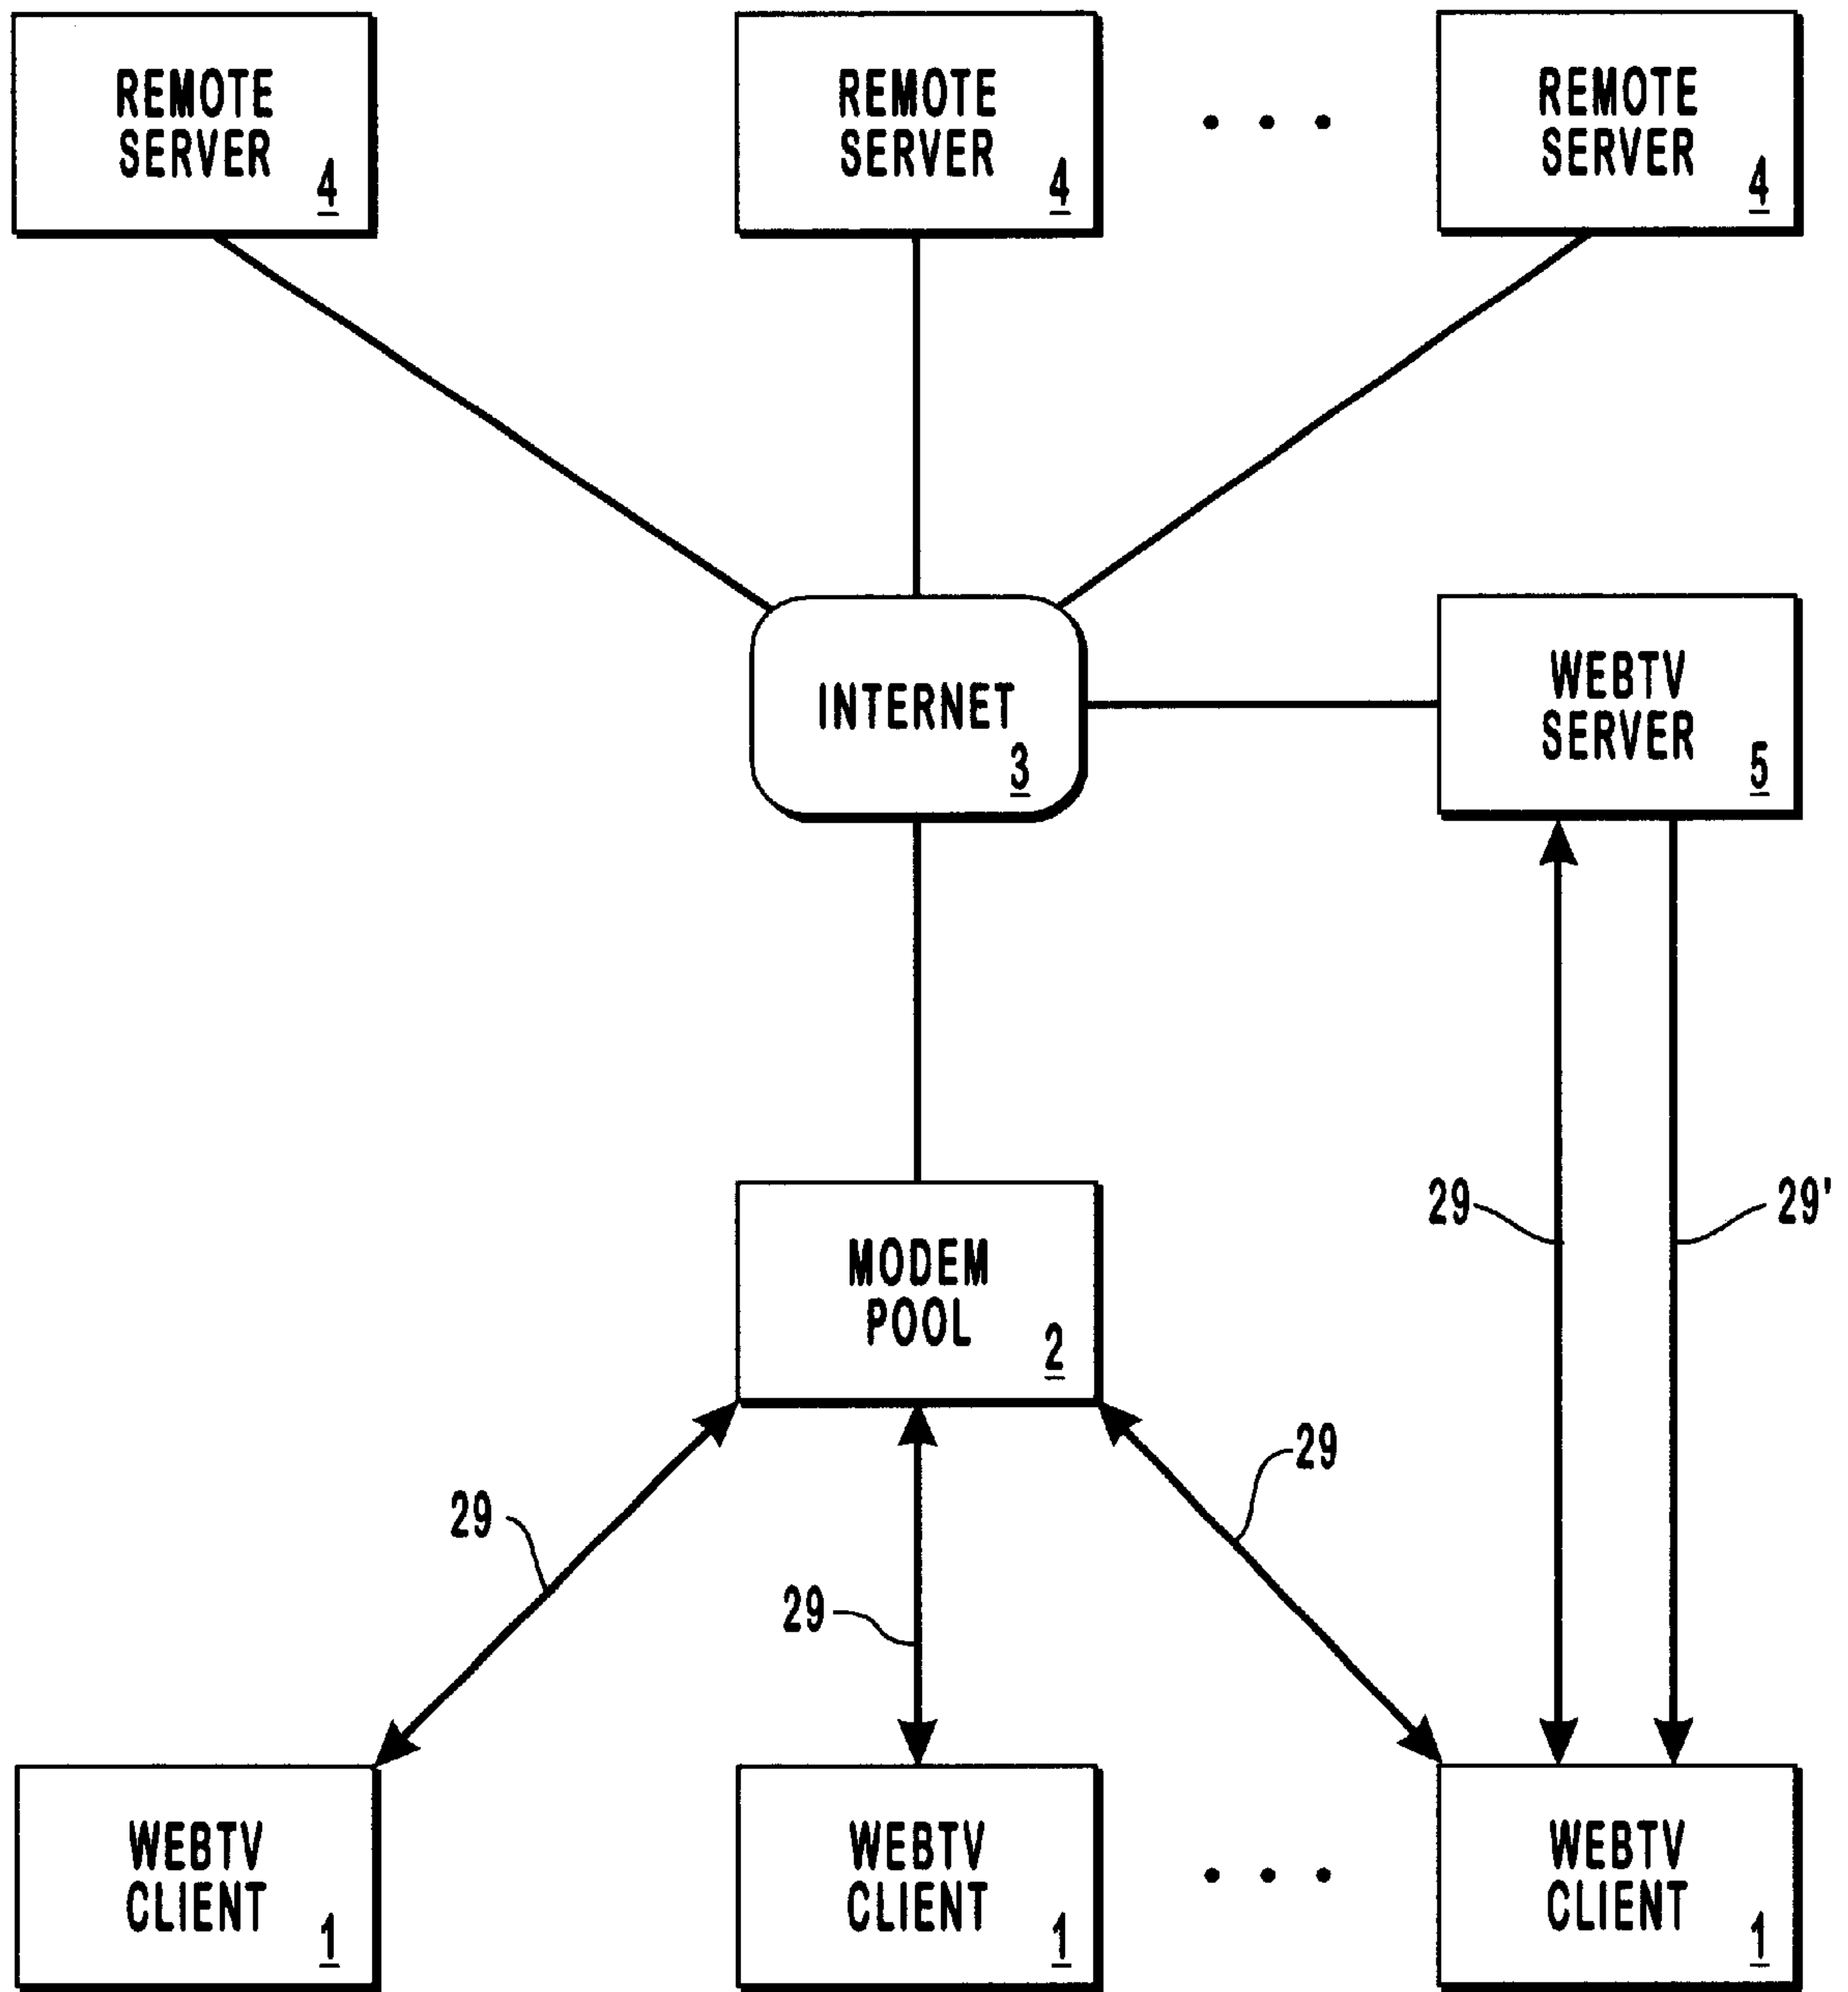 REMOTE
SERVER
4
REMOTE
SERVER
4
. . .
REMOTE
SERVER
4
INTERNET
3
WEBTV
SERVER
5
29
29'
MODEM
POOL
2
29
29
29
WEBTV
CLIENT
1
WEBTV
CLIENT
1
. . .
WEBTV
CLIENT
1